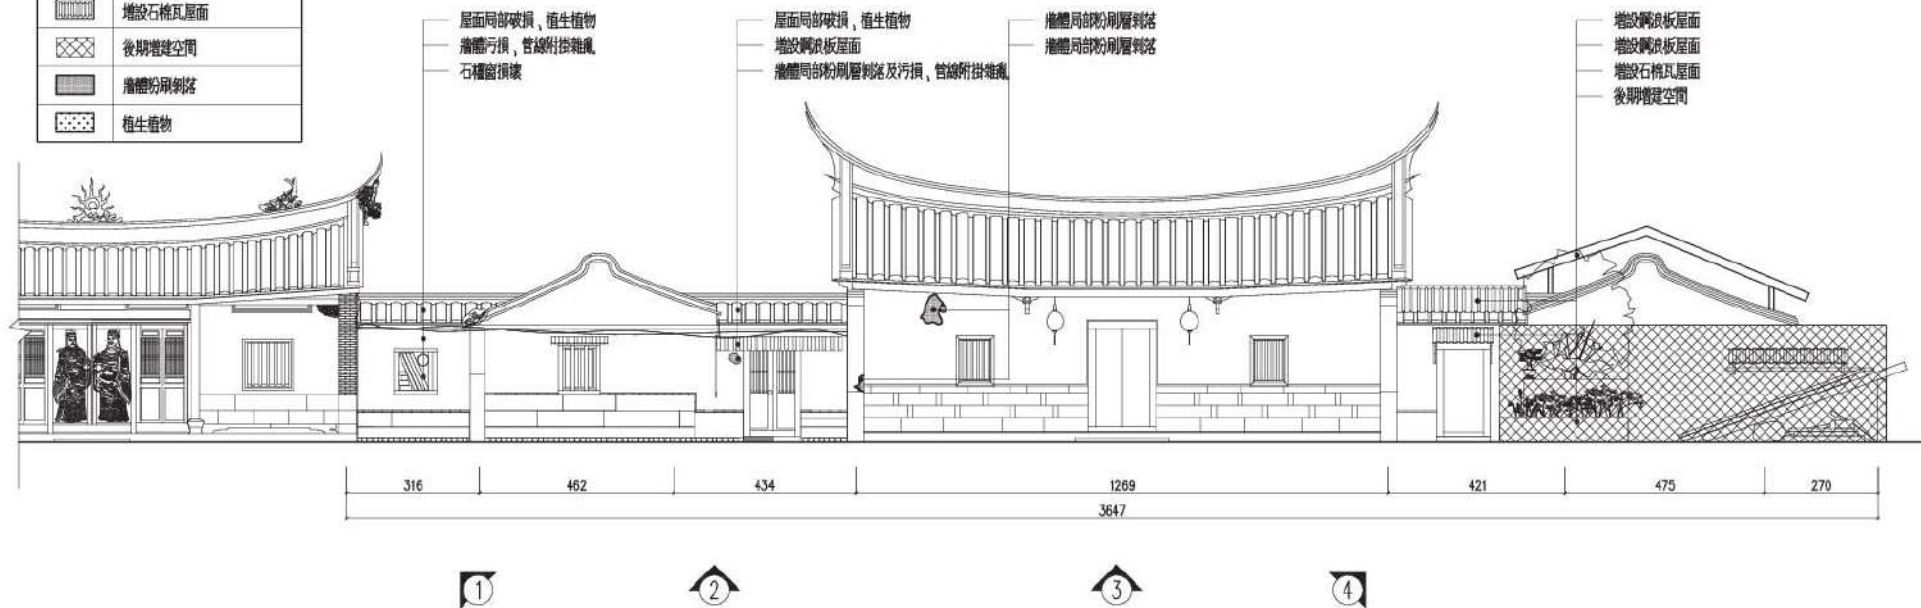 增設石棉瓦屋面
後期增建空間
牆體粉刷剝落
植生植物
屋面局部破損﹑植生植物
牆體污損﹑管線附掛雜亂
石櫺窗損壞
屋面局部破損﹑植生植物
增設鋼浪板屋面
牆體局部粉刷層剝落及污損﹑管線附掛雜亂
牆體局部粉刷層剝落
牆體局部粉刷層剝落
增設鋼浪板屋面
增設鋼浪板屋面
增設石棉瓦屋面
後期增建空間
316 462 434 1269 421 475 270
3647
1 2 3 4